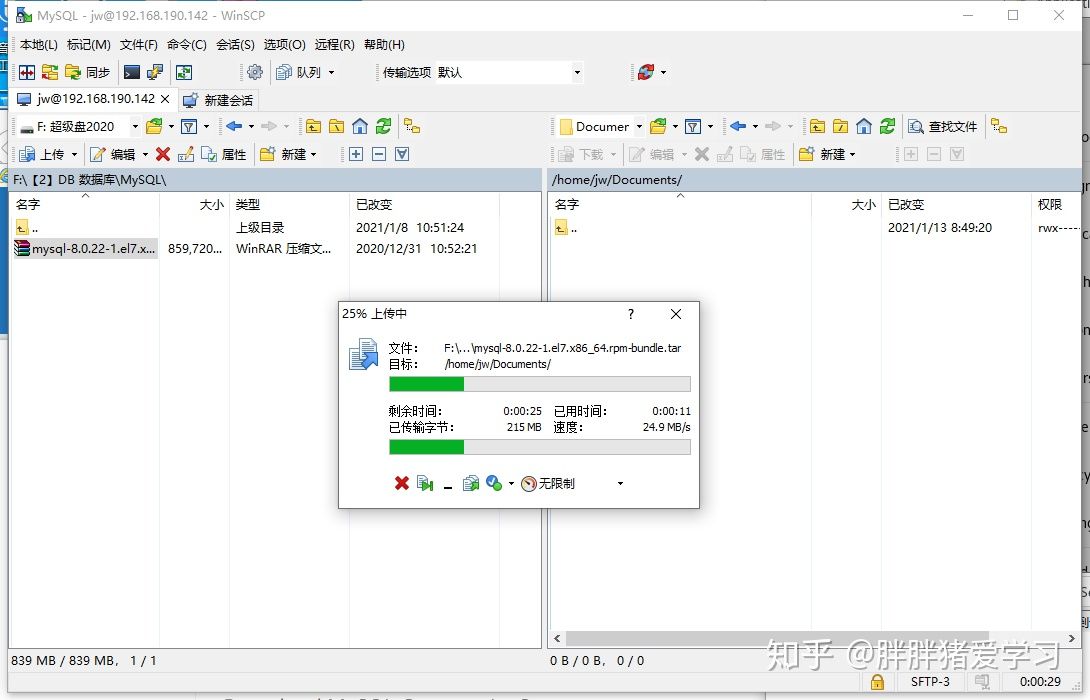 MySQL - jw@192.168.190.142 - WinSCP
本地(L) 标记(M) 文件(F) 命令(C) 会话(S) 选项(O) 远程(R) 帮助(H)
同步 队列 传输选项 默认
jw@192.168.190.142 × 新建会话
F: 超级盘2020 Documer 查找文件
上传 编辑 属性 新建 下载 编辑 属性 新建
F:\【2】DB 数据库\MySQL\ /home/jw/Documents/
名字 大小 类型 已改变 名字 大小 已改变 权限
.. 上级目录 2021/1/8 10:51:24 .. 2021/1/13 8:49:20 rwx-----
mysql-8.0.22-1.el7.x... 859,720... WinRAR 压缩文... 2020/12/31 10:52:21
25% 上传中 ?
文件: F:\...\mysql-8.0.22-1.el7.x86_64.rpm-bundle.tar
目标: /home/jw/Documents/
剩余时间: 0:00:25 已用时间: 0:00:11
已传输字节: 215 MB 速度: 24.9 MB/s
无限制
839 MB / 839 MB, 1 / 1 0 B / 0 B, 0 / 0
知乎 @胖胖猪爱学习
SFTP-3 0:00:29